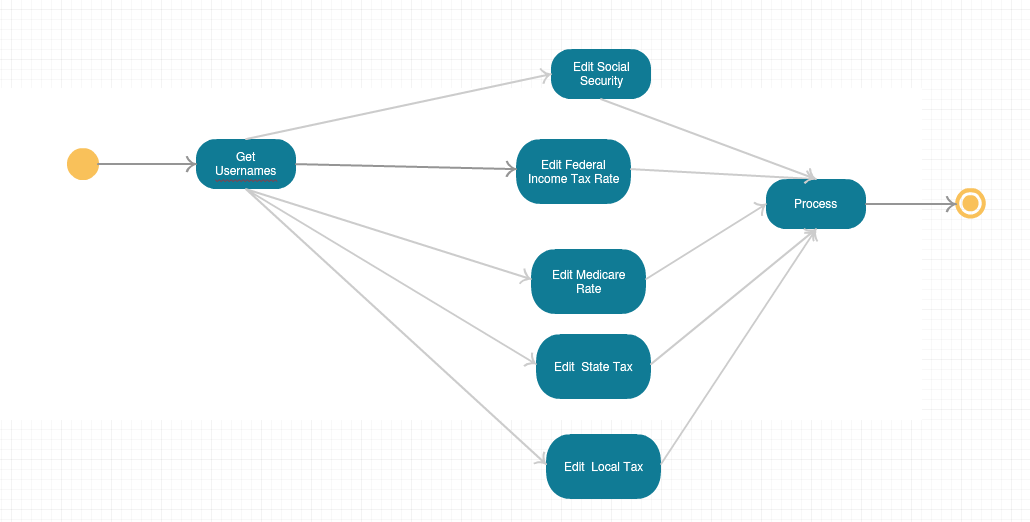 Edit Social
Security
Get
Usernames
Edit Federal
Income Tax Rate
Process
Edit Medicare
Rate
Edit  State Tax
Edit  Local Tax